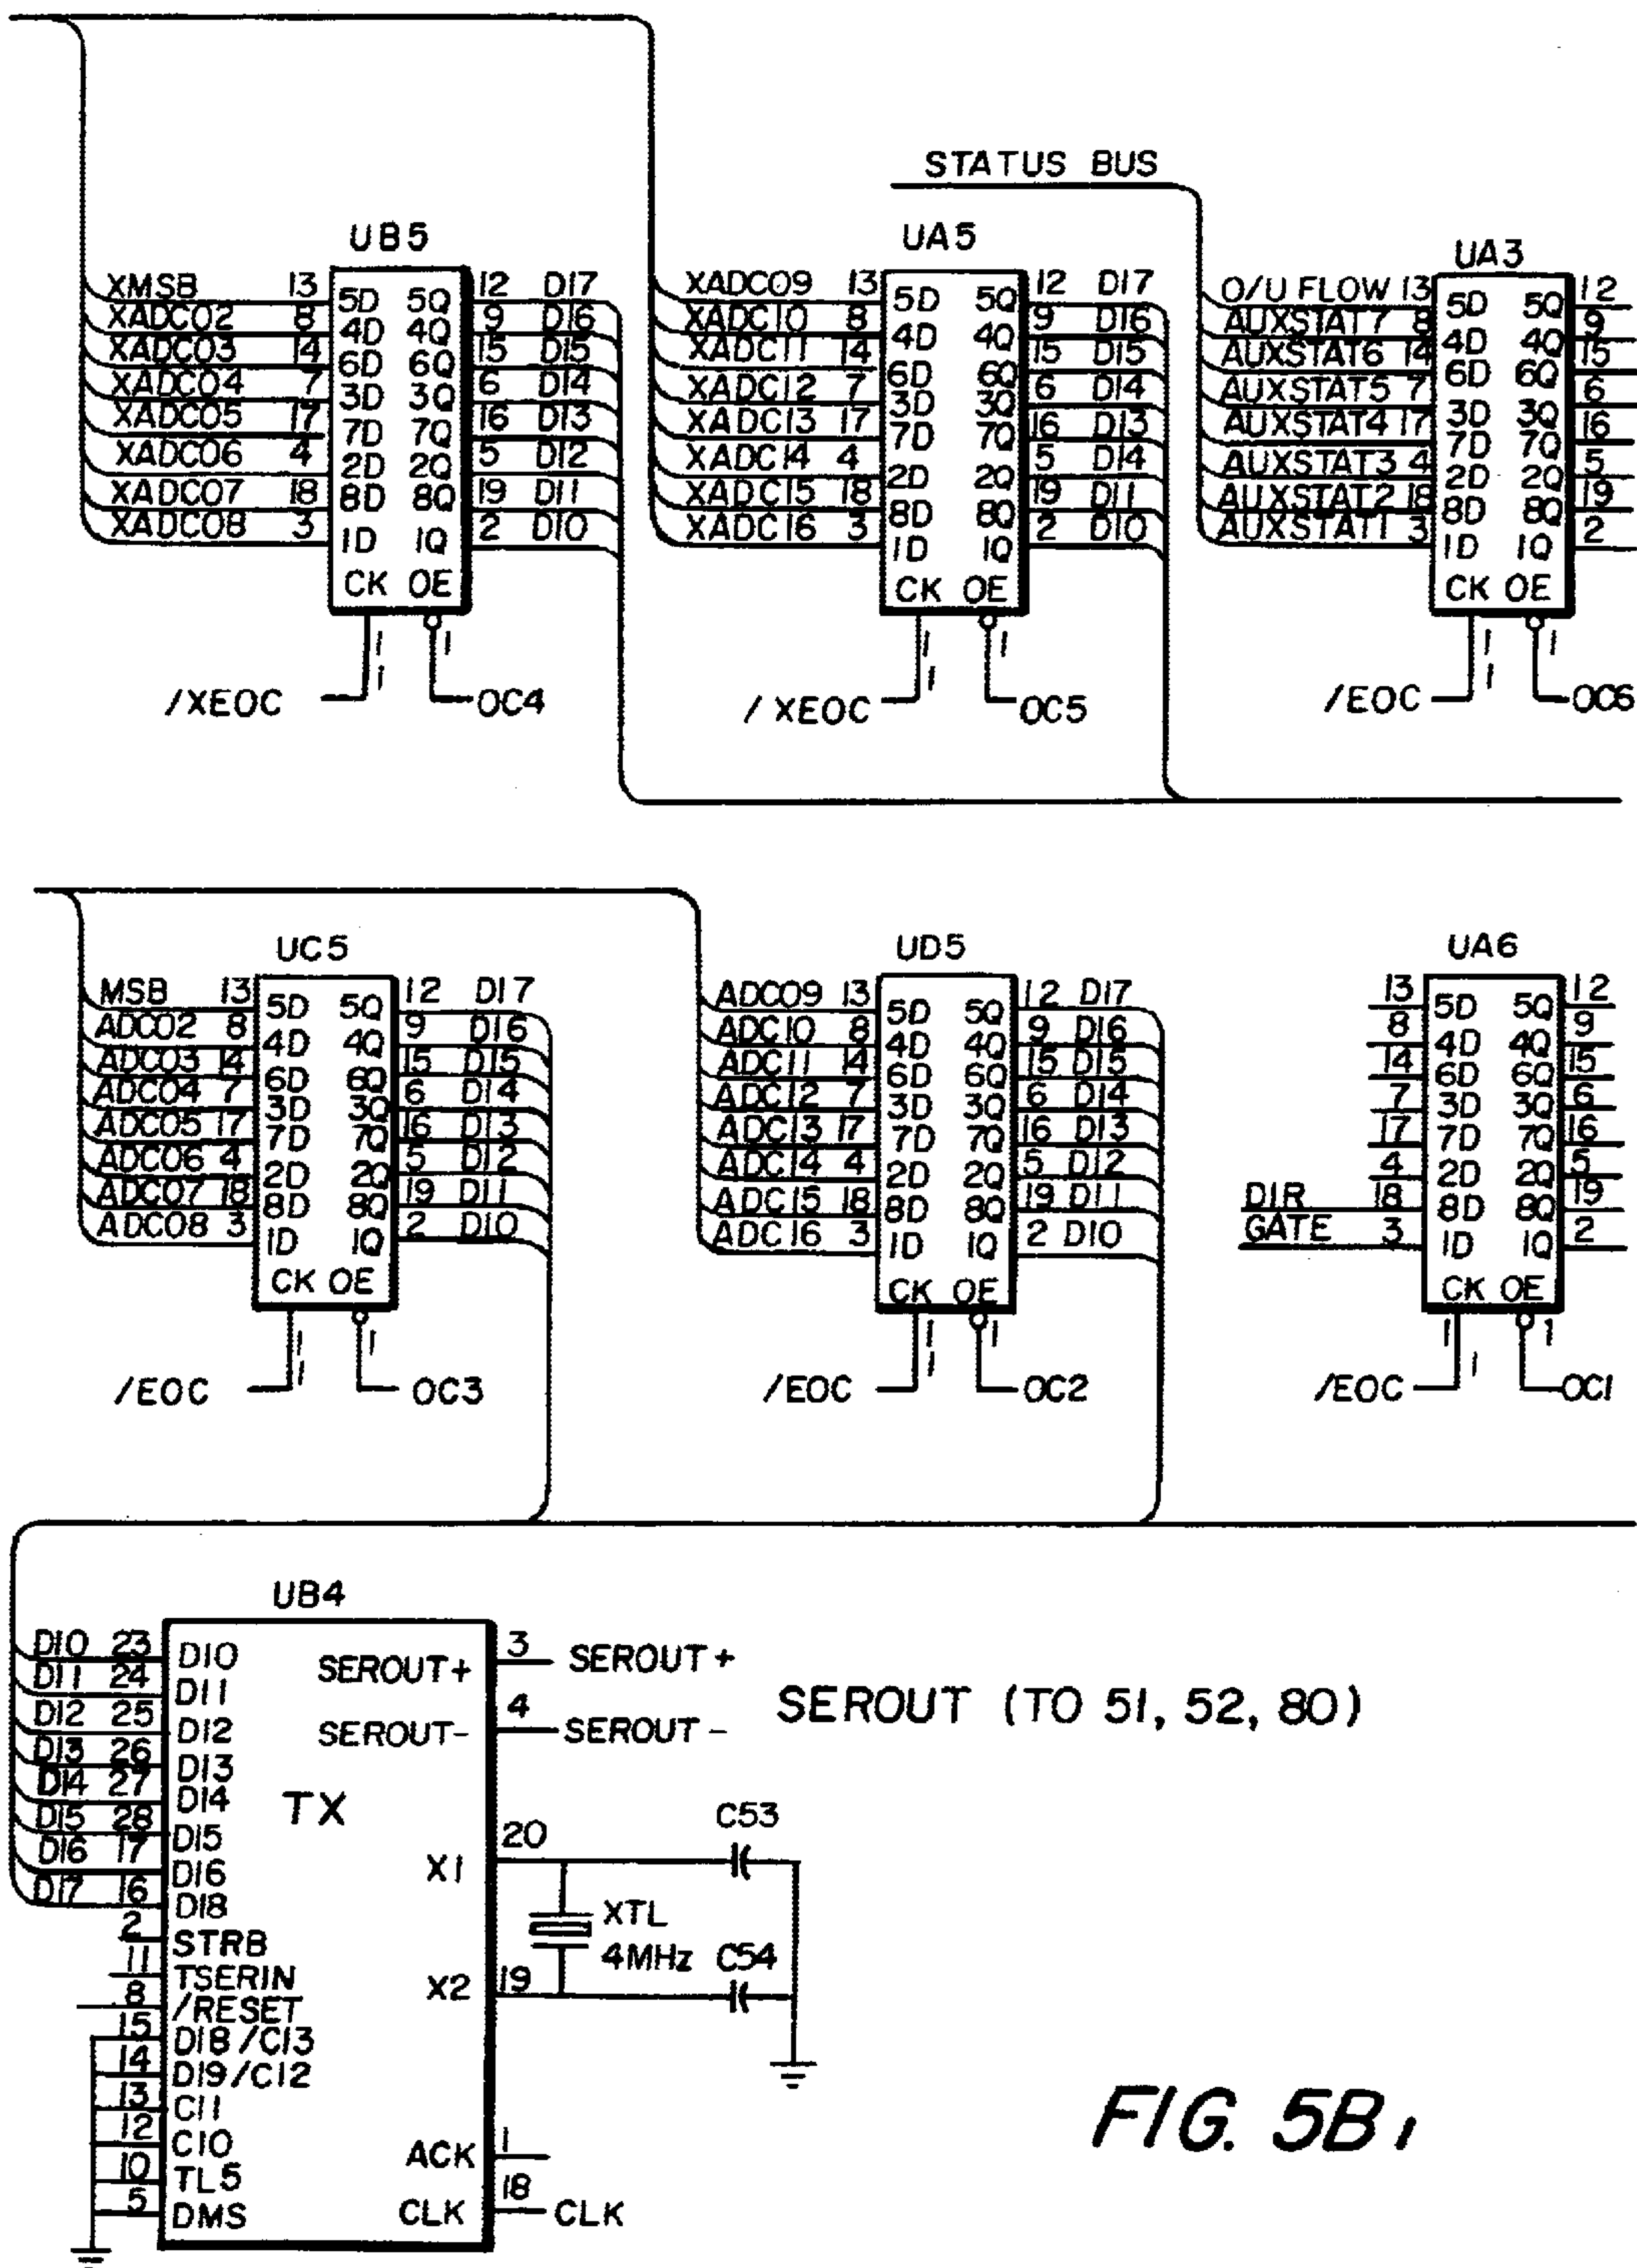 STATUS BUS
UB5
XMSB 13 5D 5Q 12 DI7
XADC02 8 4D 4Q 9 DI6
XADC03 14 6D 6Q 15 DI5
XADC04 7 3D 3Q 6 DI4
XADC05 17 7D 7Q 16 DI3
XADC06 4 2D 2Q 5 DI2
XADC07 18 8D 8Q 19 DI1
XADC08 3 1D 1Q 2 DI0
CK OE
1 1
1
/XEOC OC4
UA5
XADC09 13 5D 5Q 12 DI7
XADC10 8 4D 4Q 9 DI6
XADC11 14 6D 6Q 15 DI5
XADC12 7 3D 3Q 6 DI4
XADC13 17 7D 7Q 16 DI3
XADC14 4 2D 2Q 5 DI4
XADC15 18 8D 8Q 19 DI1
XADC16 3 1D 1Q 2 DI0
CK OE
1 1
1
/XEOC OC5
UA3
O/U FLOW 13 5D 5Q 12
AUXSTAT7 8 4D 4Q 9
AUXSTAT6 14 6D 6Q 15
AUXSTAT5 7 3D 3Q 6
AUXSTAT4 17 7D 7Q 16
AUXSTAT3 4 2D 2Q 5
AUXSTAT2 18 8D 8Q 19
AUXSTAT1 3 1D 1Q 2
CK OE
1 1
1
/EOC OC6
UC5
MSB 13 5D 5Q 12 DI7
ADC02 8 4D 4Q 9 DI6
ADC03 14 6D 6Q 15 DI5
ADC04 7 3D 3Q 6 DI4
ADC05 17 7D 7Q 16 DI3
ADC06 4 2D 2Q 5 DI2
ADC07 18 8D 8Q 19 DI1
ADC08 3 1D 1Q 2 DI0
CK OE
1 1
1
/EOC OC3
UD5
ADC09 13 5D 5Q 12 DI7
ADC10 8 4D 4Q 9 DI6
ADC11 14 6D 6Q 15 DI5
ADC12 7 3D 3Q 6 DI4
ADC13 17 7D 7Q 16 DI3
ADC14 4 2D 2Q 5 DI2
ADC15 18 8D 8Q 19 DI1
ADC16 3 1D 1Q 2 DI0
CK OE
1 1
1
/EOC OC2
UA6
13 5D 5Q 12
8 4D 4Q 9
14 6D 6Q 15
7 3D 3Q 6
17 7D 7Q 16
4 2D 2Q 5
DIR 18 8D 8Q 19
GATE 3 1D 1Q 2
CK OE
1 1
1
/EOC OC1
UB4
DI0 23 DI0
DI1 24 DI1
DI2 25 DI2
DI3 26 DI3
DI4 27 DI4
DI5 28 DI5
DI6 17 DI6
DI7 16 DI8
2 STRB
11 TSERIN
8 /RESET
15 DI8/CI3
14 DI9/CI2
13 CI1
12 CI0
10 TLS
5 DMS
TX
SEROUT+ 3 SEROUT+
SEROUT- 4 SEROUT-
SEROUT (TO 51, 52, 80)
X1 20 C53
XTL
4MHz C54
X2 19
ACK 1
CLK 18 CLK
FIG. 5B1